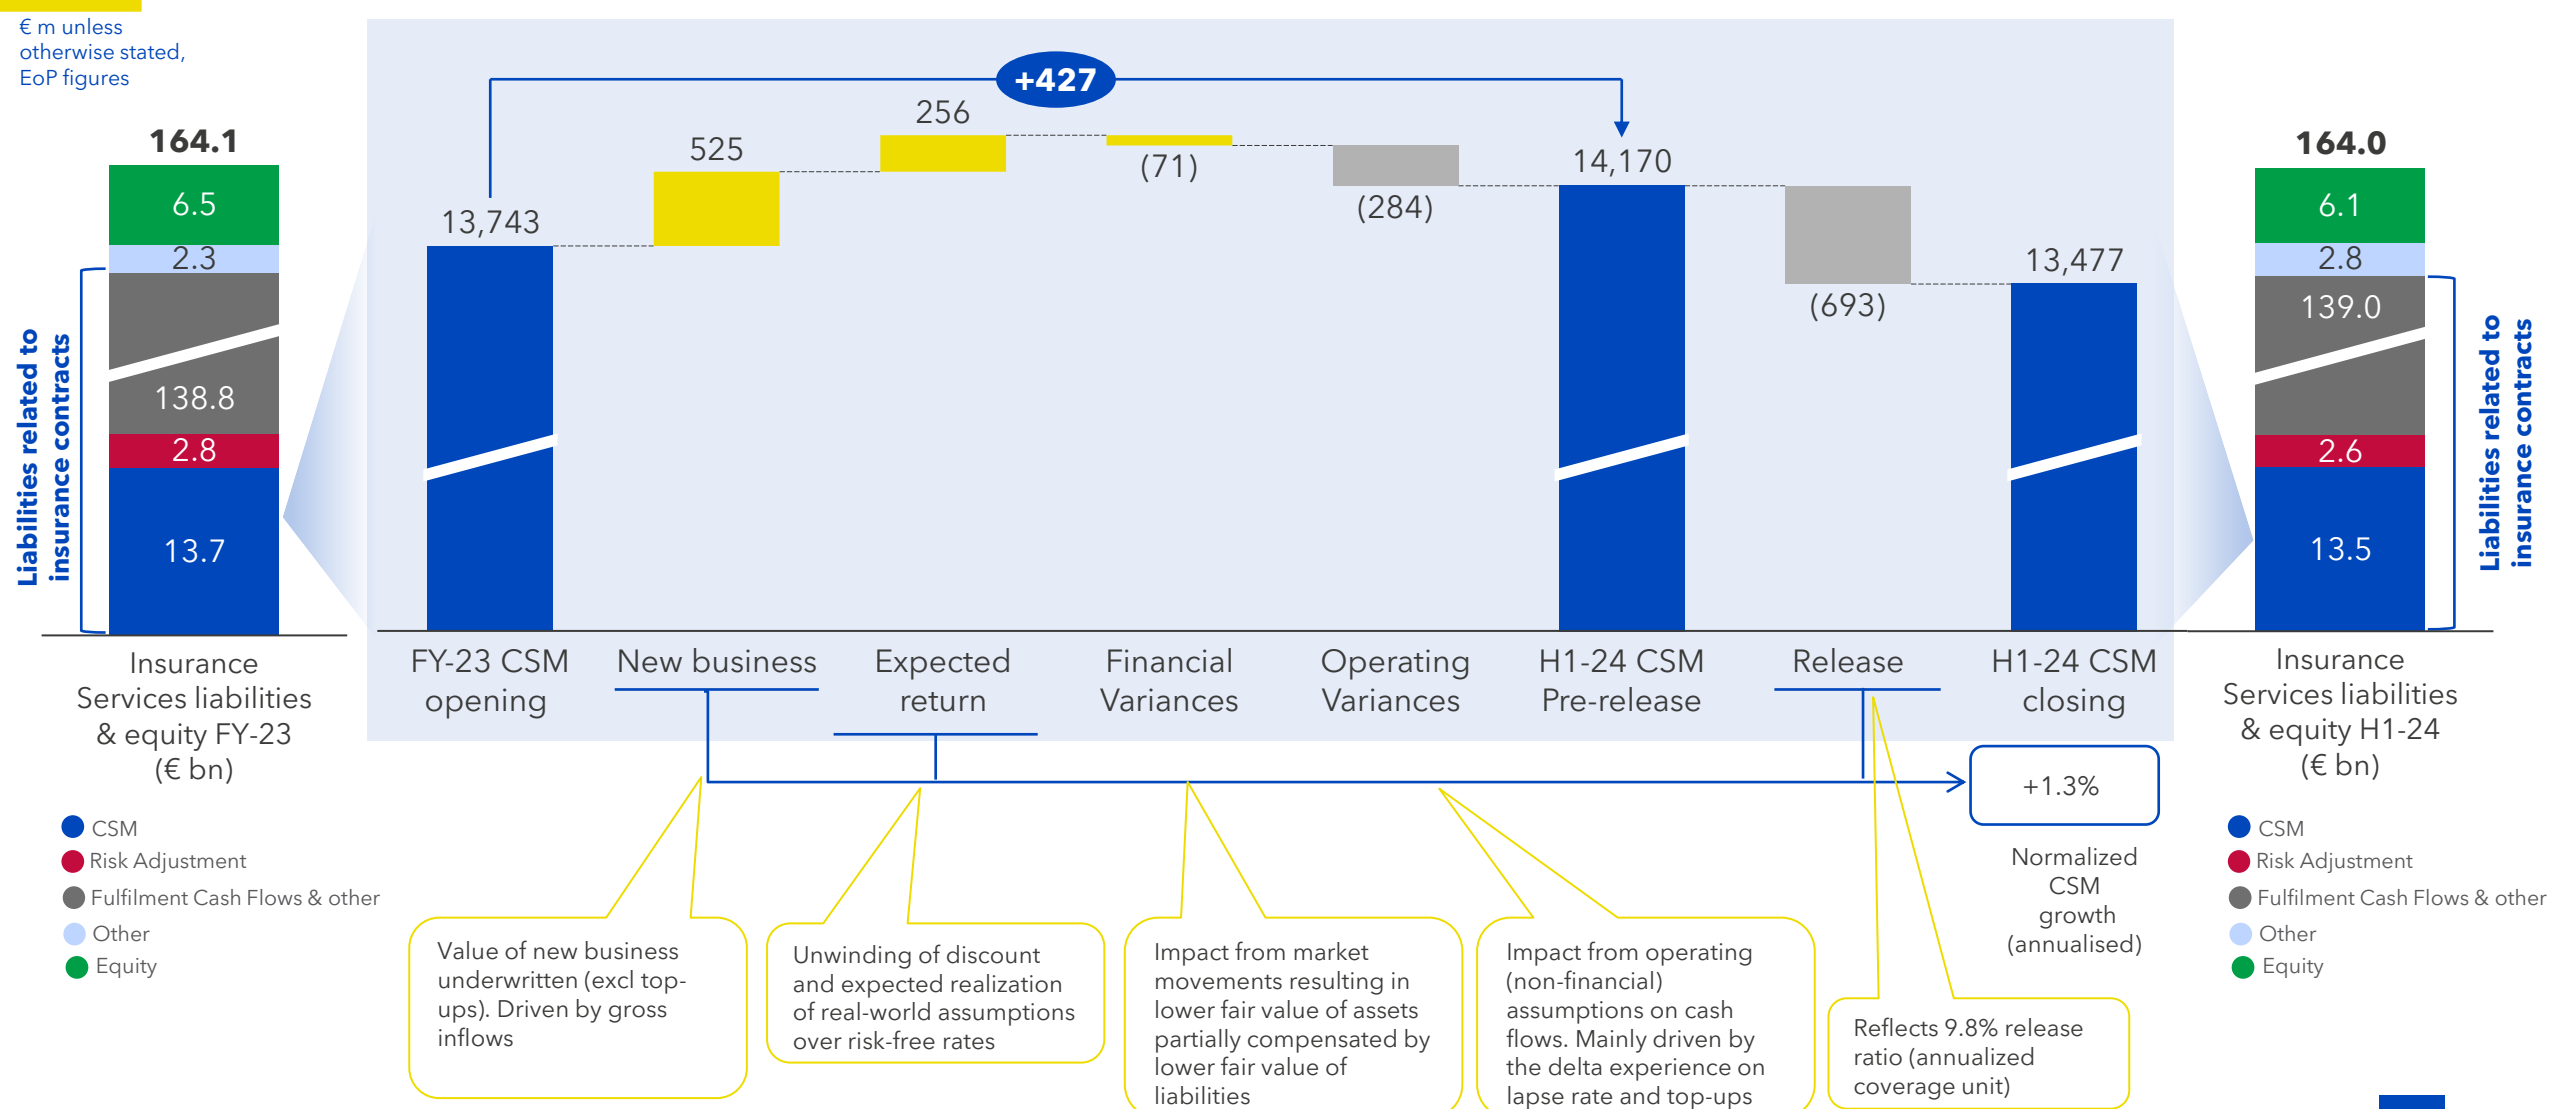 € m unless
otherwise stated,
EoP figures
164.1
6.5
2.3
138.8
2.8
13.7
Liabilities related to
insurance contracts
Insurance
Services liabilities
& equity FY-23
(€ bn)
CSM
Risk Adjustment
Fulfilment Cash Flows & other
Other
Equity
+427
13,743
525
256
(71)
(284)
14,170
(693)
13,477
FY-23 CSM
opening
New business
Expected
return
Financial
Variances
Operating
Variances
H1-24 CSM
Pre-release
Release
H1-24 CSM
closing
+1.3%
Normalized
CSM
growth
(annualised)
Value of new business
underwritten (excl top-
ups). Driven by gross
inflows
Unwinding of discount
and expected realization
of real-world assumptions
over risk-free rates
Impact from market
movements resulting in
lower fair value of assets
partially compensated by
lower fair value of
liabilities
Impact from operating
(non-financial)
assumptions on cash
flows. Mainly driven by
the delta experience on
lapse rate and top-ups
Reflects 9.8% release
ratio (annualized
coverage unit)
164.0
6.1
2.8
139.0
2.6
13.5
Liabilities related to
insurance contracts
Insurance
Services liabilities
& equity H1-24
(€ bn)
CSM
Risk Adjustment
Fulfilment Cash Flows & other
Other
Equity